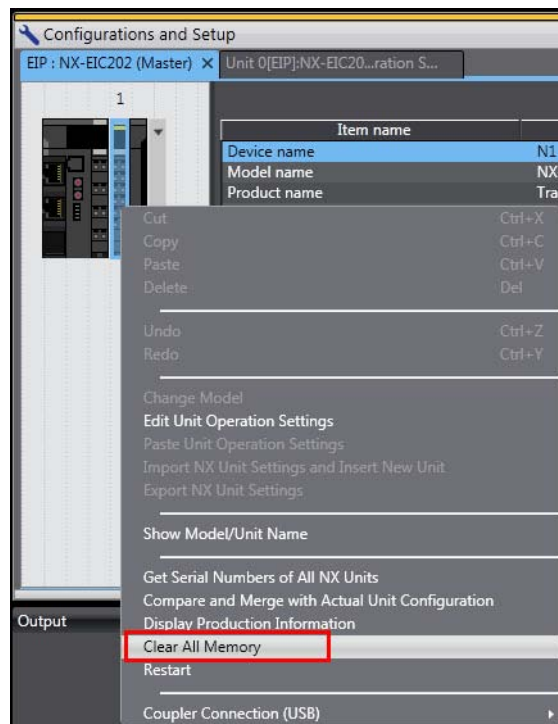 Configurations and Setup
EIP : NX-EIC202 (Master) × Unit 0[EIP]:NX-EIC20...ration S...
1
Item name
Device name N1
Model name NX
Product name Tra
Cut Ctrl+X
Copy Ctrl+C
Paste Ctrl+V
Delete Del
Undo Ctrl+Z
Redo Ctrl+Y
Change Model
Edit Unit Operation Settings
Paste Unit Operation Settings
Import NX Unit Settings and Insert New Unit
Export NX Unit Settings
Show Model/Unit Name
Get Serial Numbers of All NX Units
Compare and Merge with Actual Unit Configuration
Output
Display Production Information
Clear All Memory
Restart
Coupler Connection (USB)